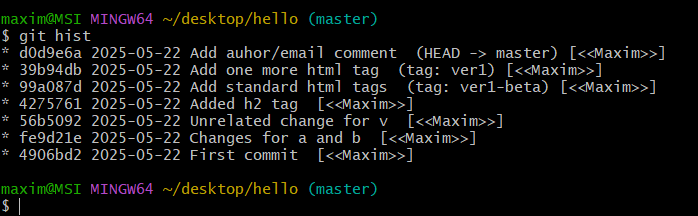 maxim@MSI MINGW64 ~/desktop/hello (master)
$ git hist
* d0d9e6a 2025-05-22 Add auhor/email comment  (HEAD -> master) [<<Maxim>>]
* 39b94db 2025-05-22 Add one more html tag  (tag: ver1) [<<Maxim>>]
* 99a087d 2025-05-22 Add standard html tags  (tag: ver1-beta) [<<Maxim>>]
* 4275761 2025-05-22 Added h2 tag  [<<Maxim>>]
* 56b5092 2025-05-22 Unrelated change for v  [<<Maxim>>]
* fe9d21e 2025-05-22 Changes for a and b  [<<Maxim>>]
* 4906bd2 2025-05-22 First commit  [<<Maxim>>]
maxim@MSI MINGW64 ~/desktop/hello (master)
$